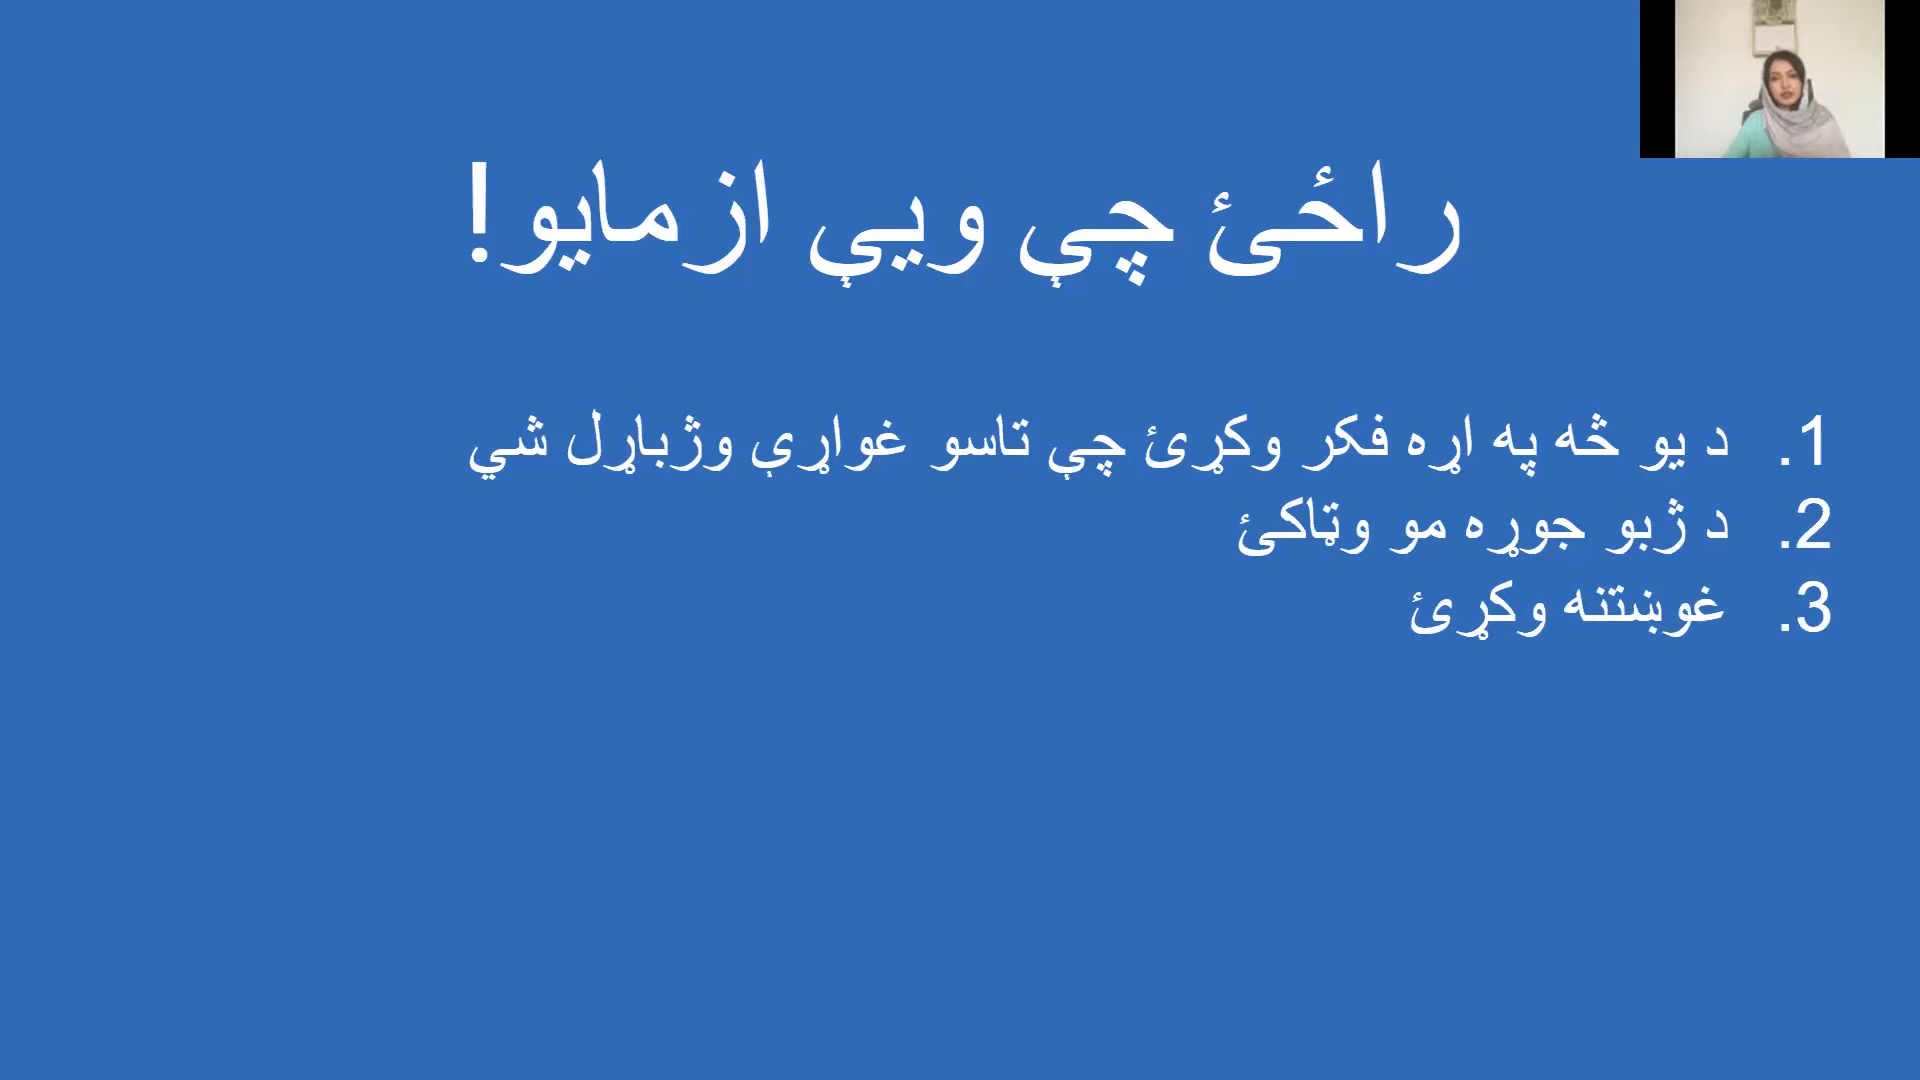 راځئ چې ویې ازمایو!
1. د یو څه په اړه فکر وکړئ چې تاسو غواړې وژباړل شي
2. د ژبو جوړه مو وټاکئ
3. غوښتنه وکړئ